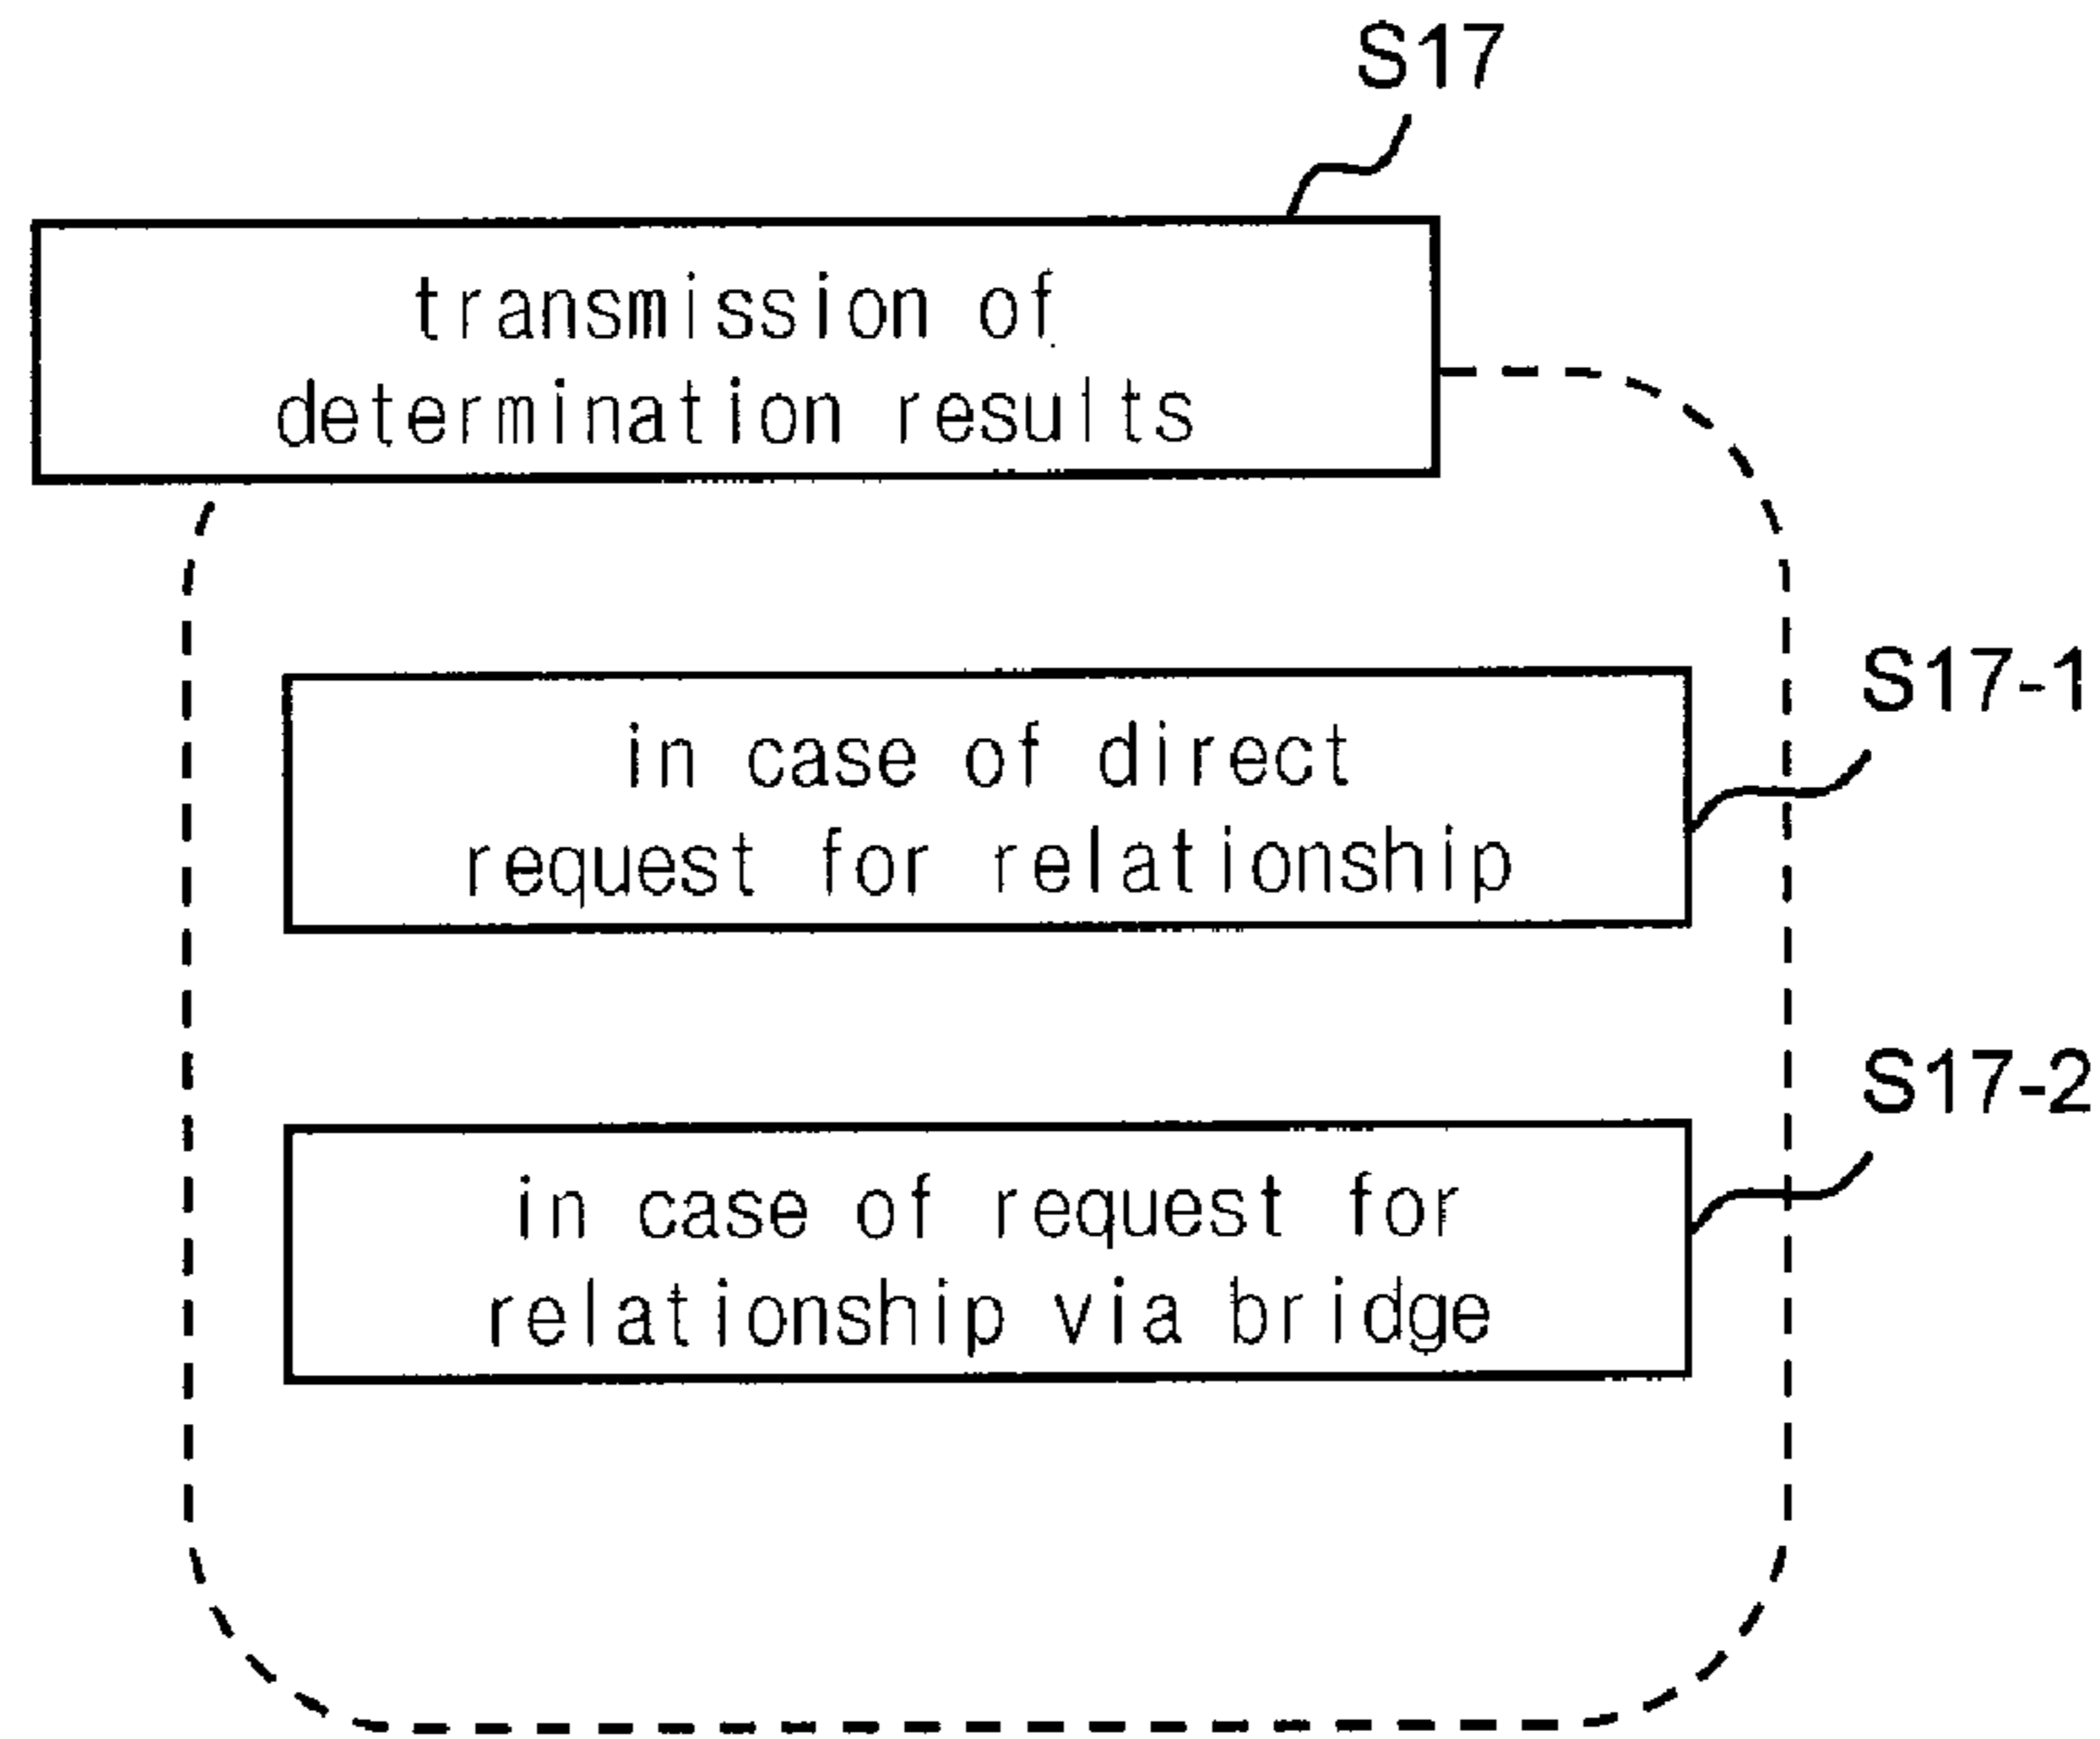 S17
transmission of
determination results
S17-1
in case of direct
request for relationship
S17-2
in case of request for
relationship via bridge